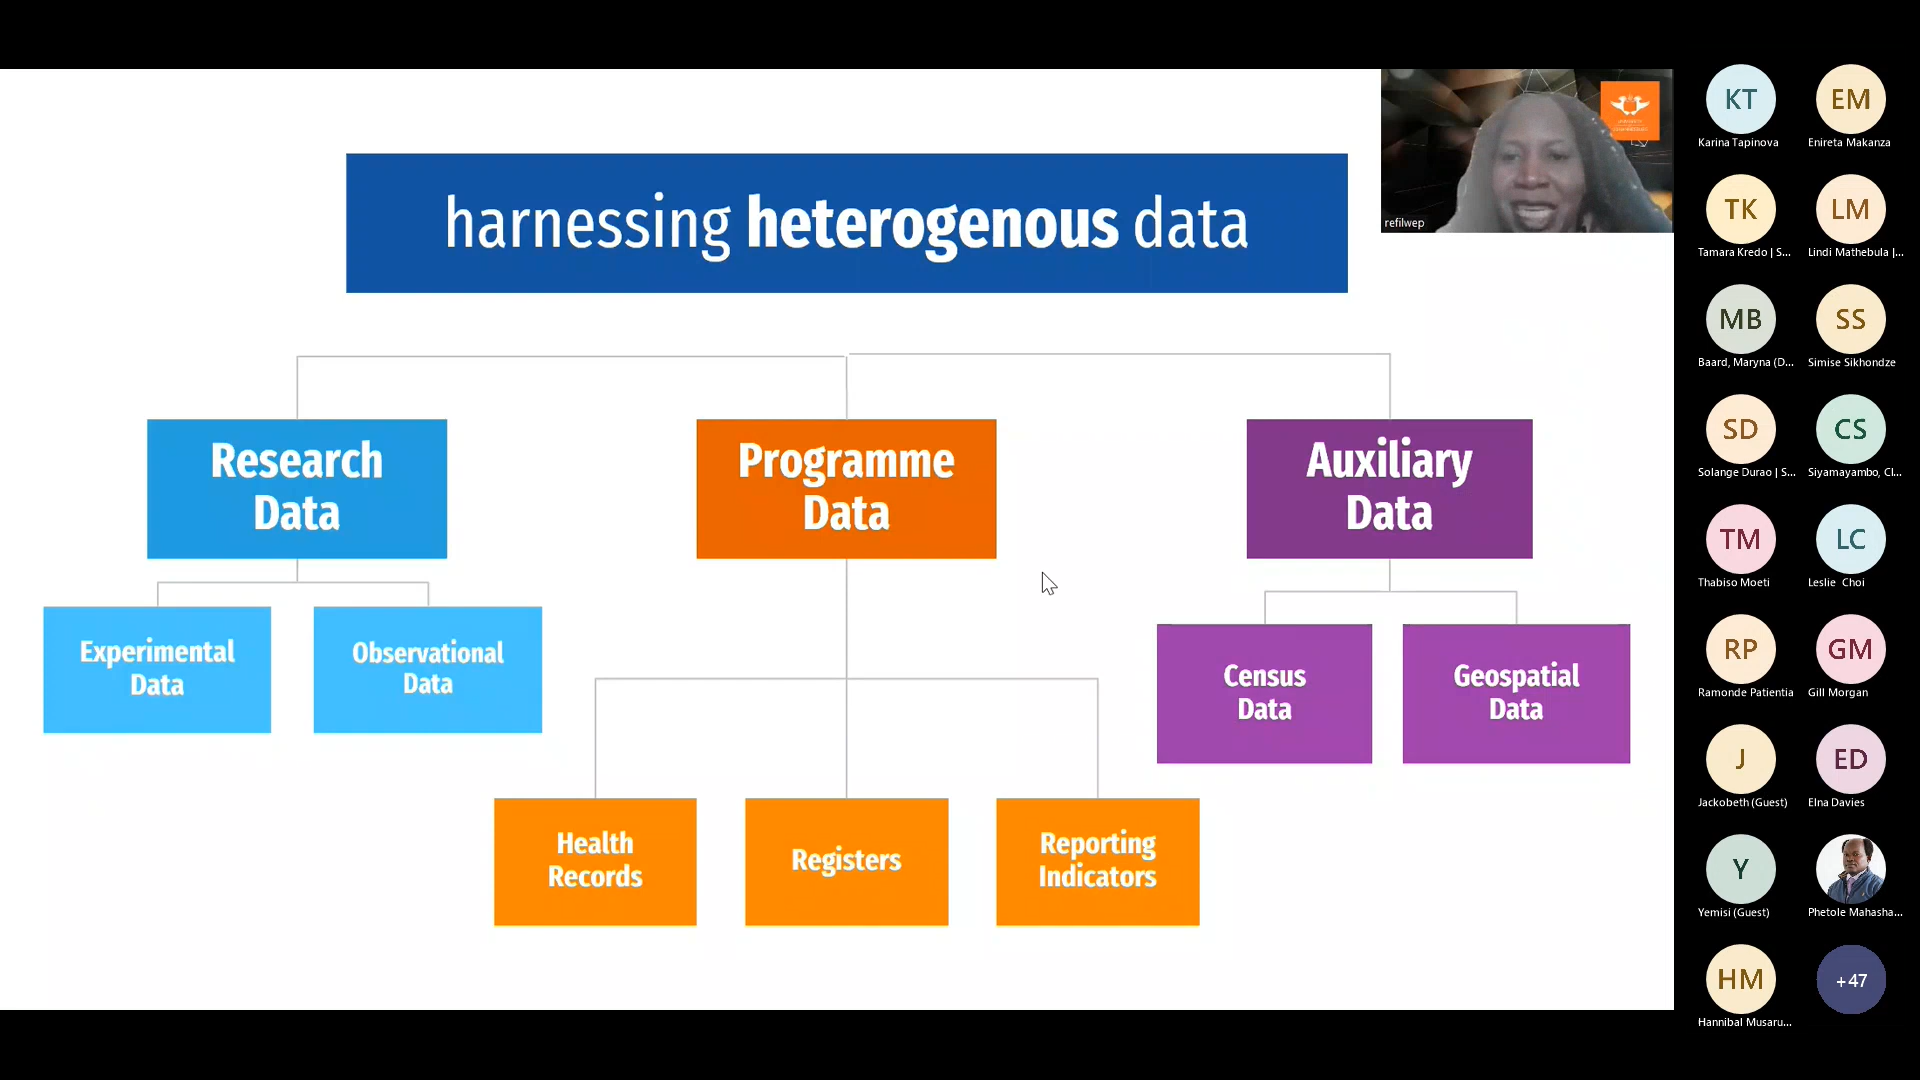 harnessing heterogenous data
refilwep
Research
Data
Programme
Data
Auxiliary
Data
Experimental
Data
Observational
Data
Census
Data
Geospatial
Data
Health
Records
Registers
Reporting
Indicators
KT
Karina Tapinova
EM
Enireta Makanza
TK
Tamara Kredo | S...
LM
Lindi Mathebula |...
MB
Baard, Maryna (D...
SS
Simise Sikhondze
SD
Solange Durao | S...
CS
Siyamayambo, Cl...
TM
Thabiso Moeti
LC
Leslie Choi
RP
Ramonde Patientia
GM
Gill Morgan
J
Jackobeth (Guest)
ED
Elna Davies
Y
Yemisi (Guest)
Phetole Mahasha...
HM
Hannibal Musaru...
+47